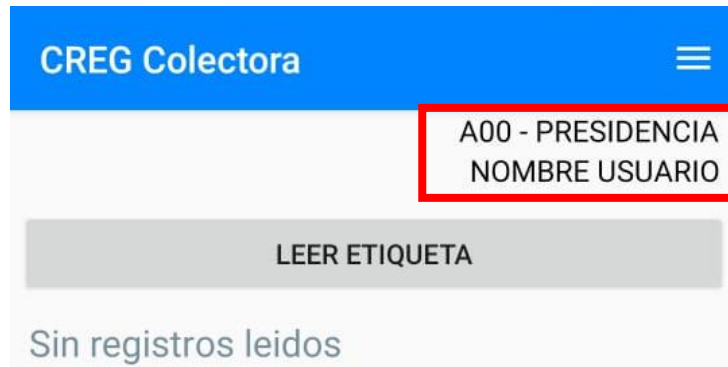 CREG Colectora
A00 - PRESIDENCIA
NOMBRE USUARIO
LEER ETIQUETA
Sin registros leidos